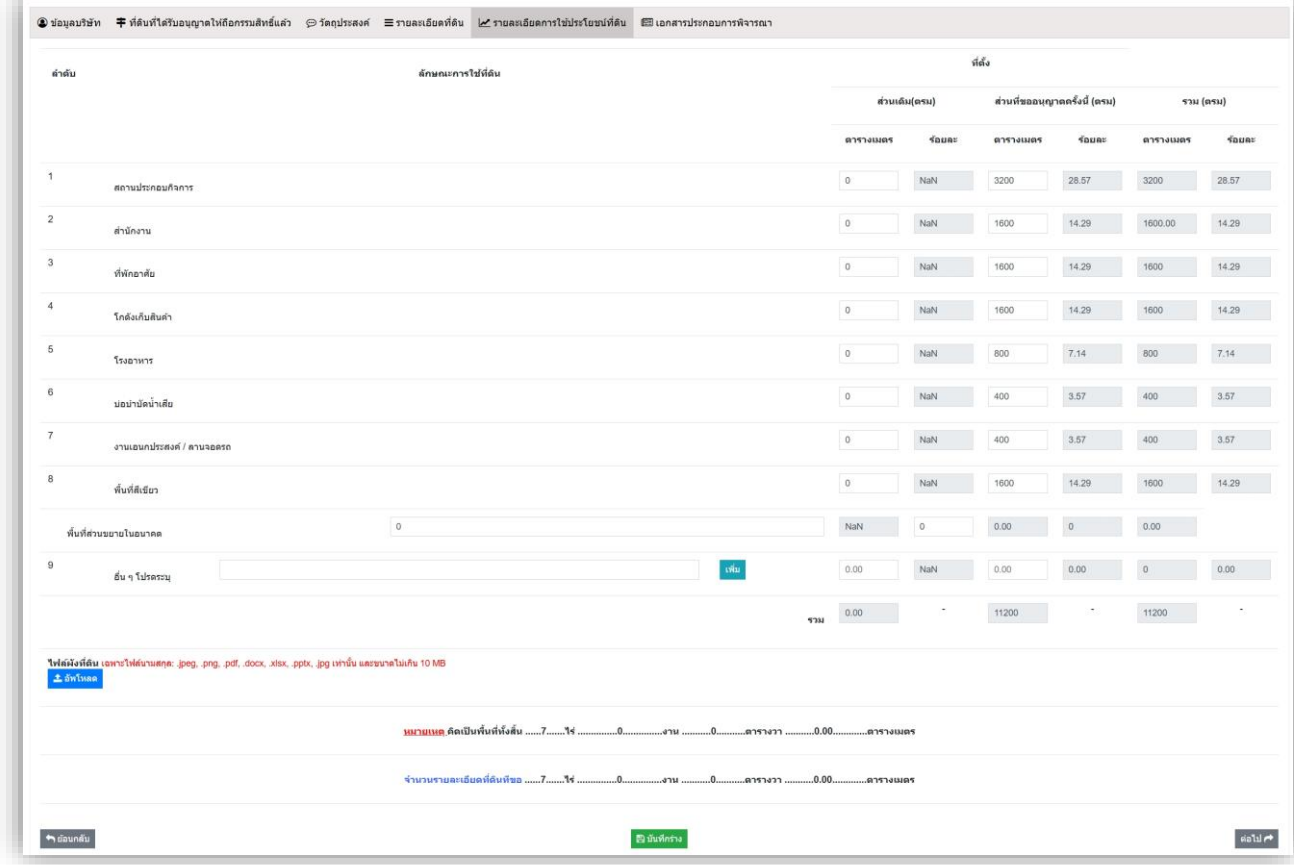 ข้อมูลบริษัท ที่ดินที่ได้รับอนุญาตให้ถือกรรมสิทธิ์แล้ว วัตถุประสงค์ รายละเอียดที่ดิน รายละเอียดการใช้ประโยชน์ที่ดิน เอกสารประกอบการพิจารณา
ลำดับ ลักษณะการใช้ที่ดิน ที่ตั้ง
ส่วนเดิม(ตรม) ส่วนที่ขออนุญาตครั้งนี้ (ตรม) รวม (ตรม)
ตารางเมตร ร้อยละ ตารางเมตร ร้อยละ ตารางเมตร ร้อยละ
1 สถานประกอบกิจการ 0 NaN 3200 28.57 3200 28.57
2 สำนักงาน 0 NaN 1600 14.29 1600.00 14.29
3 ที่พักอาศัย 0 NaN 1600 14.29 1600 14.29
4 โกดังเก็บสินค้า 0 NaN 1600 14.29 1600 14.29
5 โรงอาหาร 0 NaN 800 7.14 800 7.14
6 บ่อบำบัดน้ำเสีย 0 NaN 400 3.57 400 3.57
7 งานเอนกประสงค์ / ลานจอดรถ 0 NaN 400 3.57 400 3.57
8 พื้นที่สีเขียว 0 NaN 1600 14.29 1600 14.29
พื้นที่ส่วนขยายในอนาคต 0 NaN 0 0.00 0 0.00
9 อื่น ๆ โปรดระบุ เพิ่ม 0.00 NaN 0.00 0.00 0 0.00
รวม 0.00 - 11200 - 11200 -
ไฟล์ผังที่ดิน เฉพาะไฟล์นามสกุล: .jpeg, .png, .pdf, .docx, .xlsx, .pptx, .jpg เท่านั้น และขนาดไม่เกิน 10 MB
อัพโหลด
หมายเหตุ คิดเป็นพื้นที่ทั้งสิ้น ......7.......ไร่ ..............0..............งาน ..........0..........ตารางวา ..........0.00............ตารางเมตร
จำนวนรายละเอียดที่ดินที่ขอ ......7.......ไร่ ..............0..............งาน ..........0..........ตารางวา ..........0.00............ตารางเมตร
ย้อนกลับ บันทึกร่าง ต่อไป